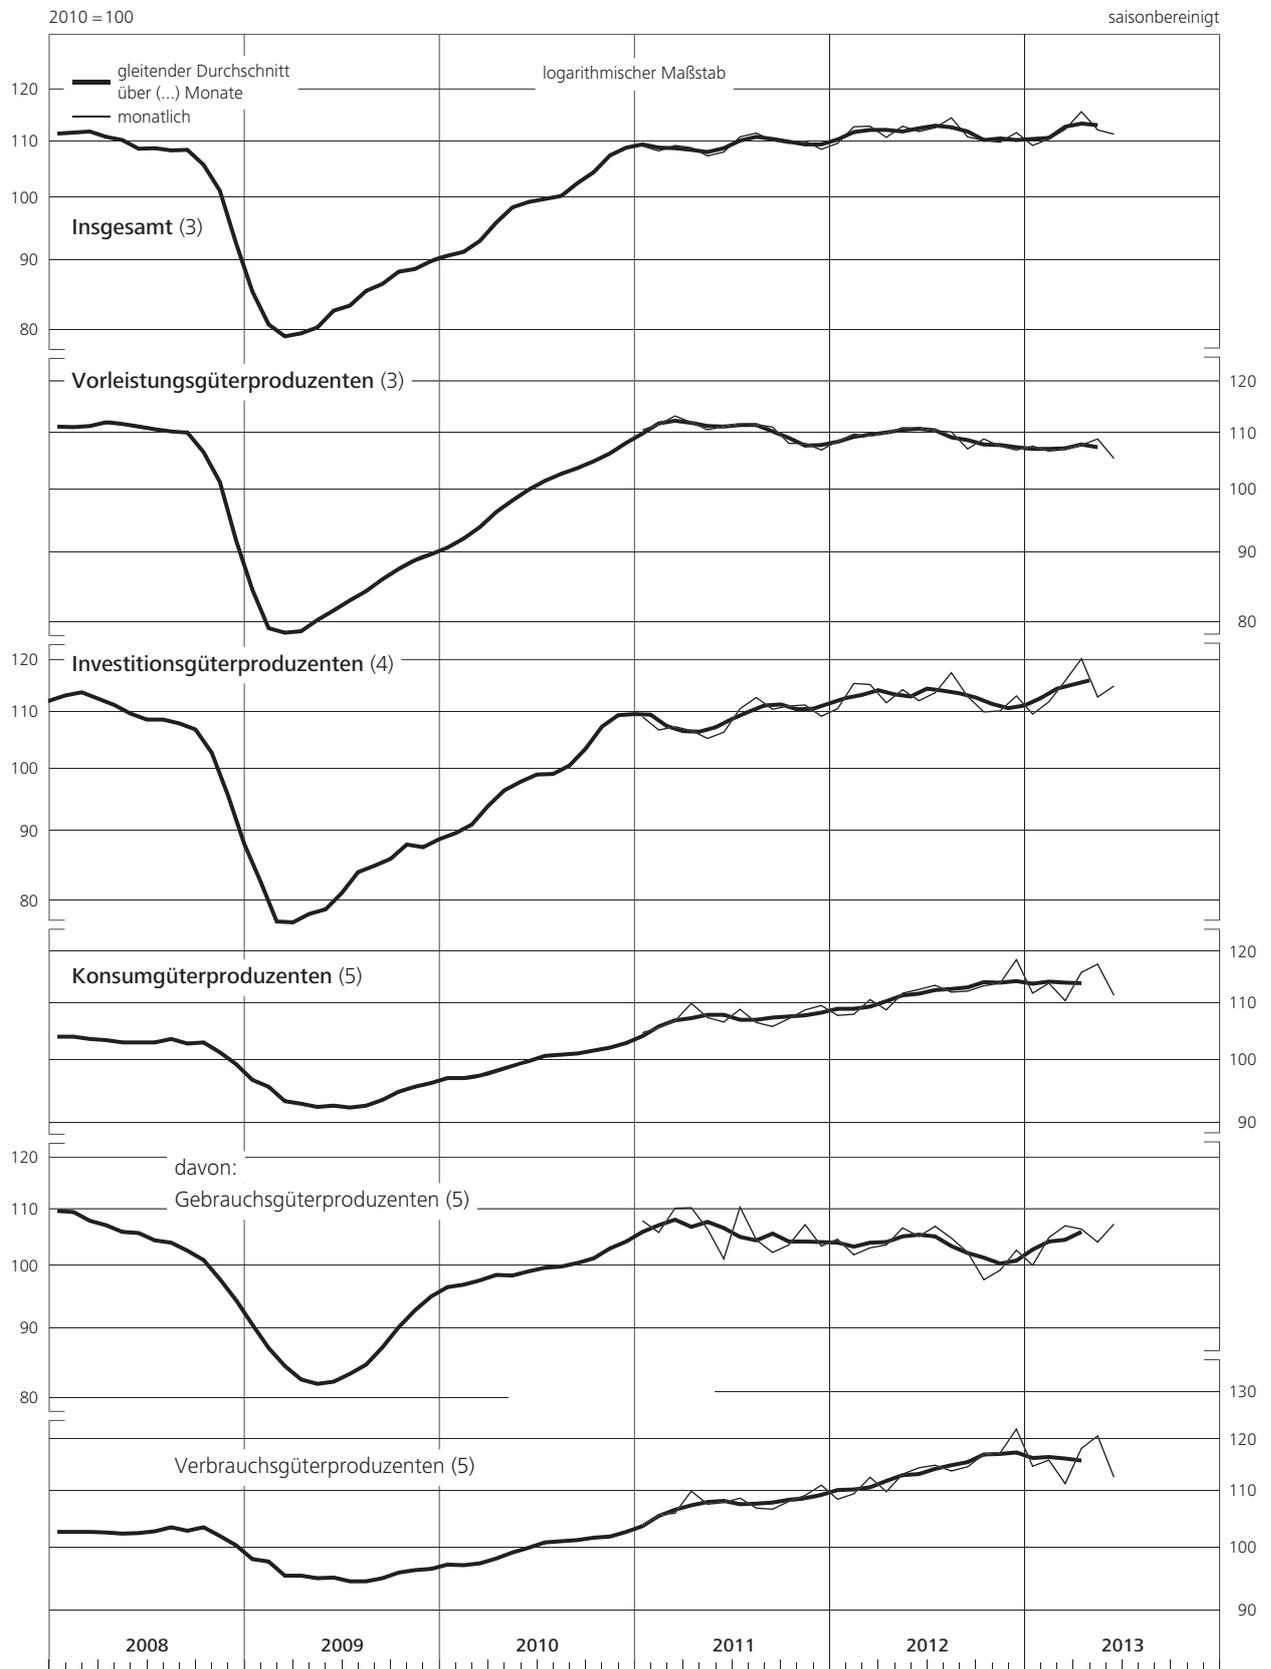 2010 = 100
saisonbereinigt
gleitender Durchschnitt
über (...) Monate
monatlich
logarithmischer Maßstab
120
110
100
90
80
Insgesamt (3)
Vorleistungsgüterproduzenten (3)
120
110
100
90
80
Investitionsgüterproduzenten (4)
120
110
100
90
80
Konsumgüterproduzenten (5)
120
110
100
90
davon:
Gebrauchsgüterproduzenten (5)
120
110
100
90
80
Verbrauchsgüterproduzenten (5)
130
120
110
100
90
2008 2009 2010 2011 2012 2013